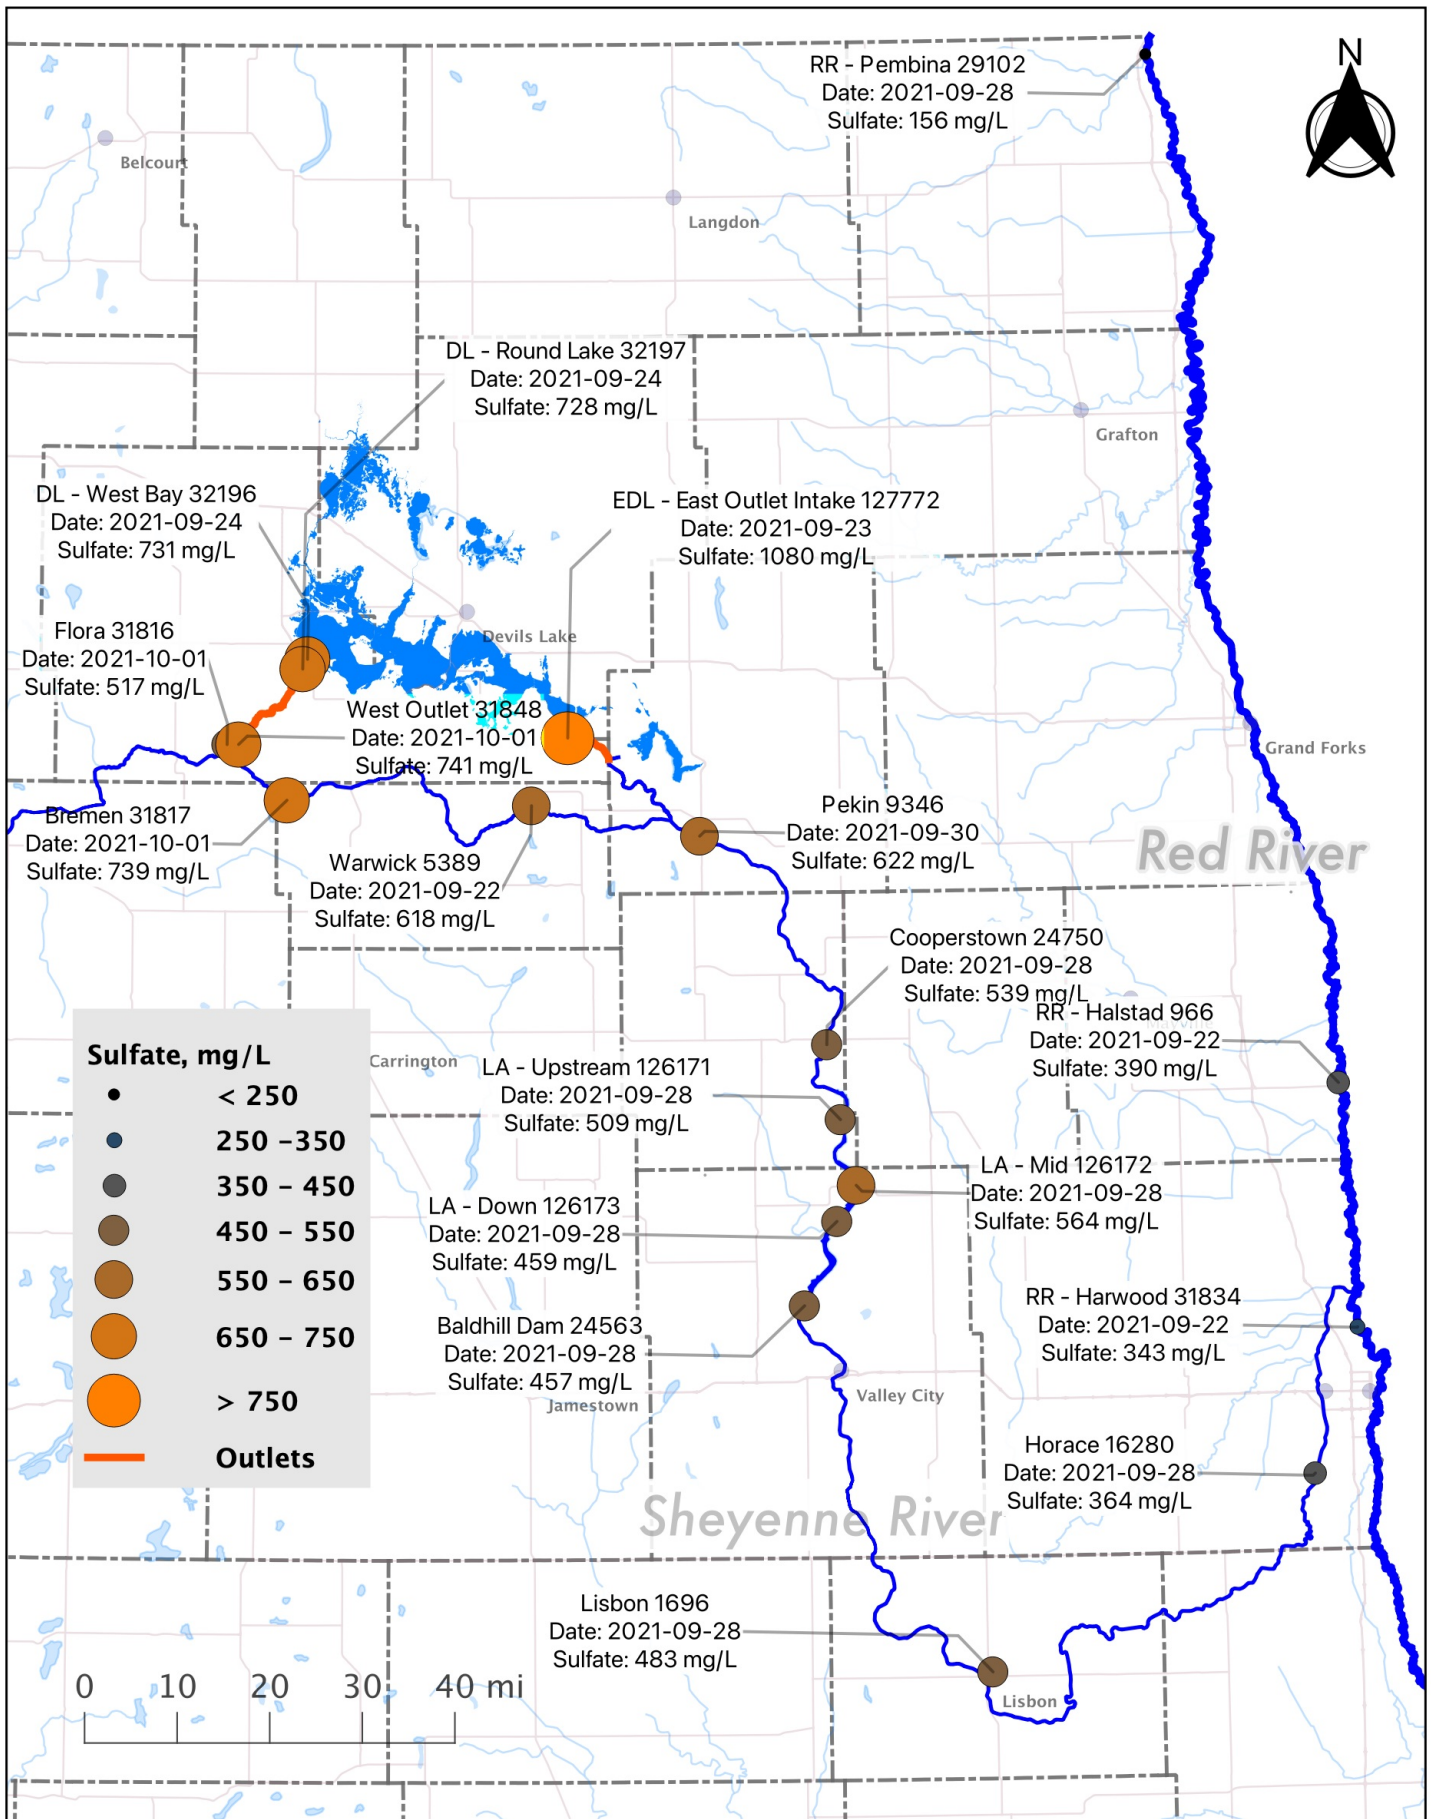 N
RR - Pembina 29102
Date: 2021-09-28
Sulfate: 156 mg/L
Belcourt
Langdon
DL - Round Lake 32197
Date: 2021-09-24
Sulfate: 728 mg/L
Grafton
DL - West Bay 32196
Date: 2021-09-24
Sulfate: 731 mg/L
EDL - East Outlet Intake 127772
Date: 2021-09-23
Sulfate: 1080 mg/L
Devils Lake
Flora 31816
Date: 2021-10-01
Sulfate: 517 mg/L
West Outlet 31848
Date: 2021-10-01
Sulfate: 741 mg/L
Grand Forks
Bremen 31817
Date: 2021-10-01
Sulfate: 739 mg/L
Pekin 9346
Date: 2021-09-30
Sulfate: 622 mg/L
Red River
Warwick 5389
Date: 2021-09-22
Sulfate: 618 mg/L
Cooperstown 24750
Date: 2021-09-28
Sulfate: 539 mg/L
RR - Halstad 966
Date: 2021-09-22
Sulfate: 390 mg/L
Mayville
Carrington
LA - Upstream 126171
Date: 2021-09-28
Sulfate: 509 mg/L
LA - Mid 126172
Date: 2021-09-28
Sulfate: 564 mg/L
LA - Down 126173
Date: 2021-09-28
Sulfate: 459 mg/L
Sulfate, mg/L
< 250
250 –350
350 – 450
450 – 550
550 – 650
650 – 750
> 750
Outlets
RR - Harwood 31834
Date: 2021-09-22
Sulfate: 343 mg/L
Baldhill Dam 24563
Date: 2021-09-28
Sulfate: 457 mg/L
Jamestown
Valley City
Horace 16280
Date: 2021-09-28
Sulfate: 364 mg/L
Sheyenne River
Lisbon 1696
Date: 2021-09-28
Sulfate: 483 mg/L
Lisbon
0 10 20 30 40 mi